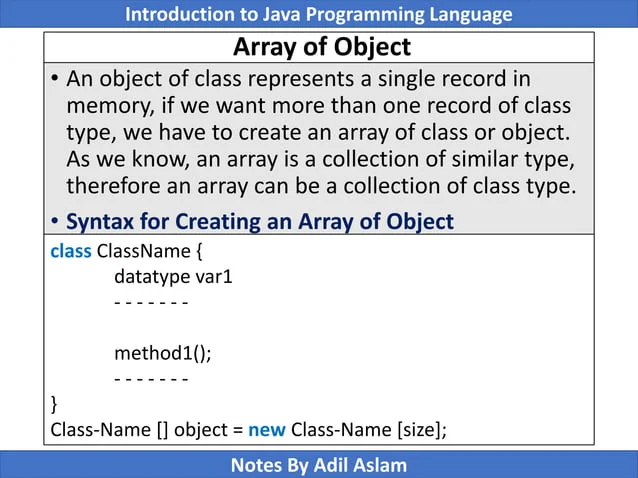 Introduction to Java Programming Language
Array of Object
• An object of class represents a single record in
memory, if we want more than one record of class
type, we have to create an array of class or object.
As we know, an array is a collection of similar type,
therefore an array can be a collection of class type.
• Syntax for Creating an Array of Object
class ClassName {
datatype var1
- - - - - - -
method1();
- - - - - - -
}
Class-Name [] object = new Class-Name [size];
Notes By Adil Aslam